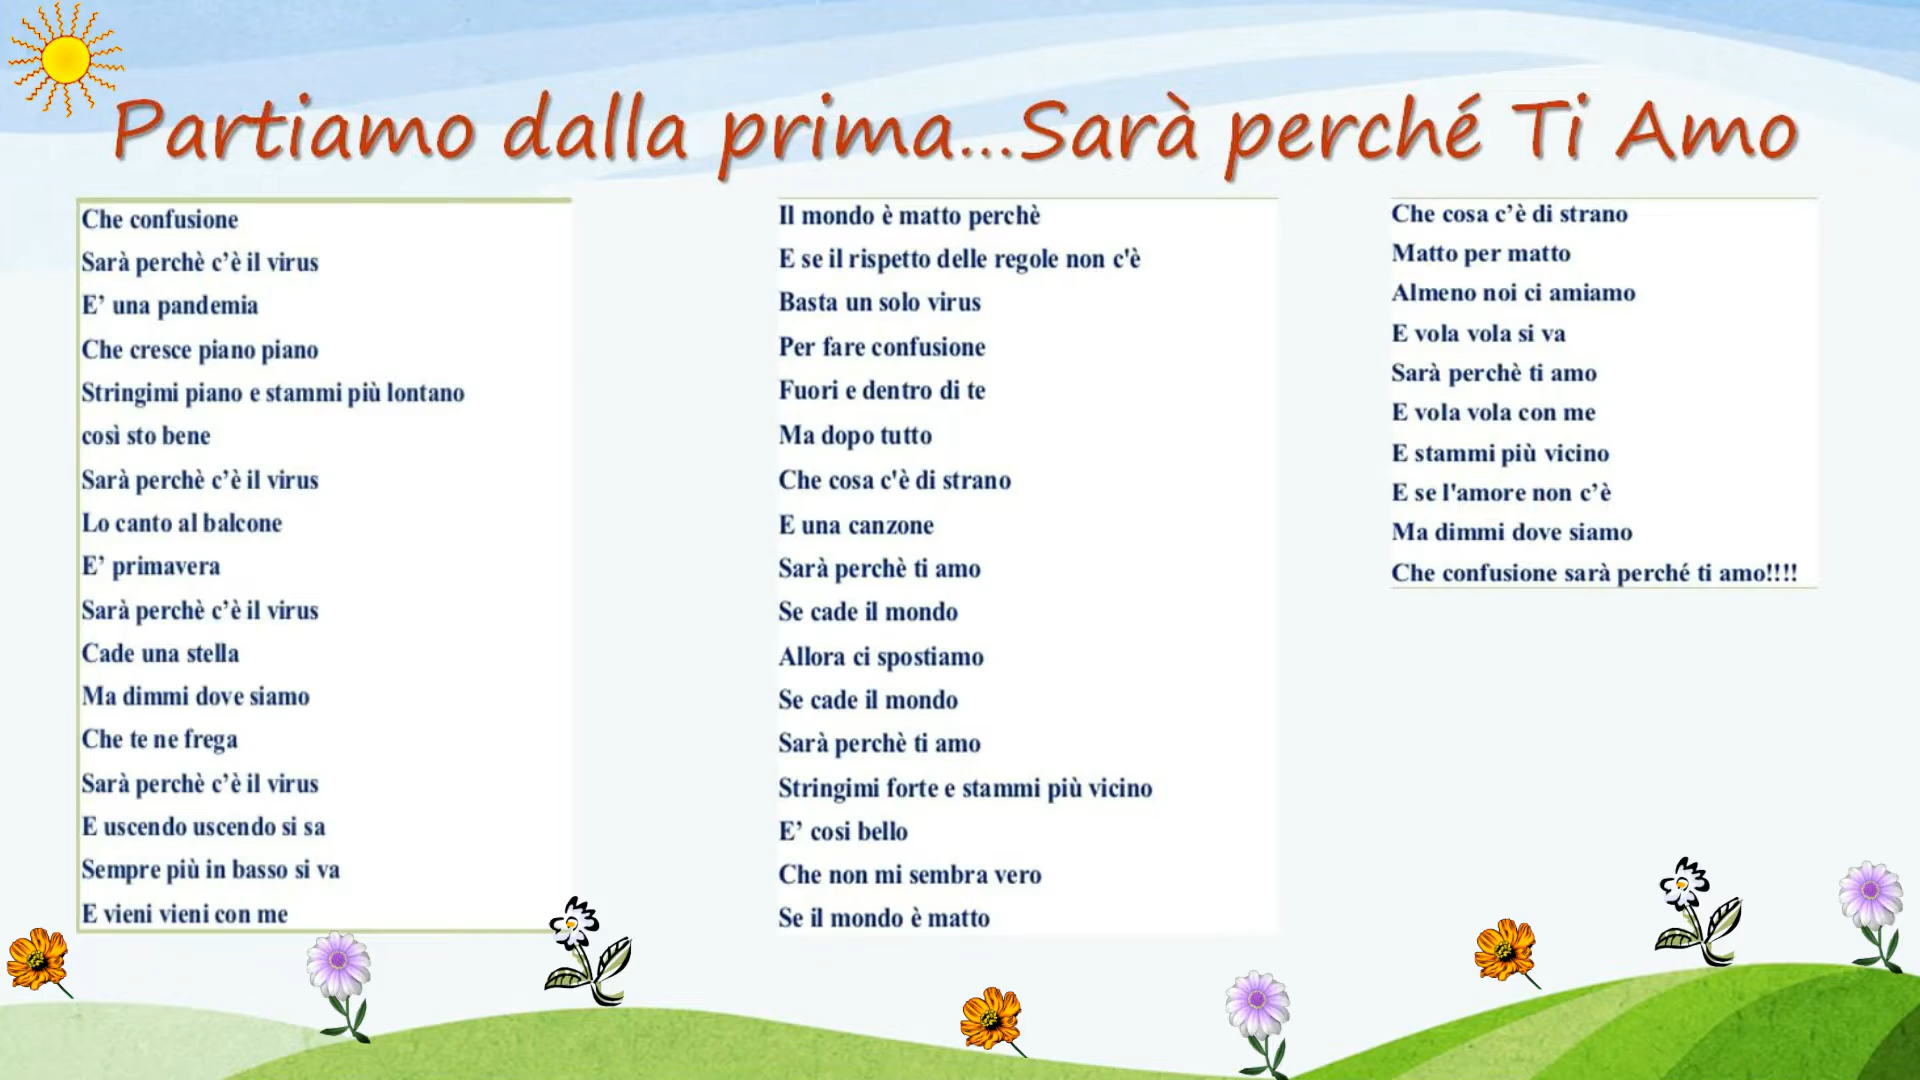 Partiamo dalla prima...Sarà perché Ti Amo
Che confusione
Sarà perchè c’è il virus
E’ una pandemia
Che cresce piano piano
Stringimi piano e stammi più lontano
così sto bene
Sarà perchè c’è il virus
Lo canto al balcone
E’ primavera
Sarà perchè c’è il virus
Cade una stella
Ma dimmi dove siamo
Che te ne frega
Sarà perchè c’è il virus
E uscendo uscendo si sa
Sempre più in basso si va
E vieni vieni con me
Il mondo è matto perchè
E se il rispetto delle regole non c'è
Basta un solo virus
Per fare confusione
Fuori e dentro di te
Ma dopo tutto
Che cosa c'è di strano
E una canzone
Sarà perchè ti amo
Se cade il mondo
Allora ci spostiamo
Se cade il mondo
Sarà perchè ti amo
Stringimi forte e stammi più vicino
E’ cosi bello
Che non mi sembra vero
Se il mondo è matto
Che cosa c’è di strano
Matto per matto
Almeno noi ci amiamo
E vola vola si va
Sarà perchè ti amo
E vola vola con me
E stammi più vicino
E se l'amore non c’è
Ma dimmi dove siamo
Che confusione sarà perché ti amo!!!!